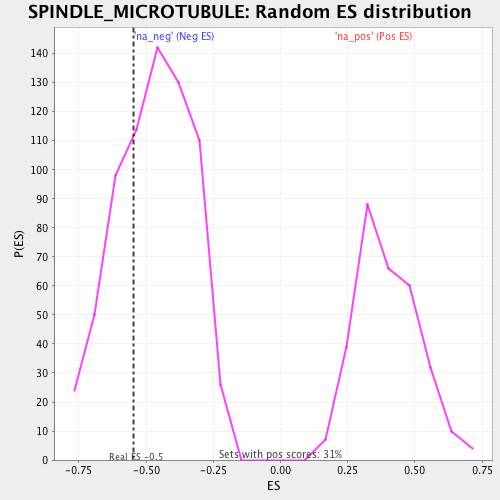 SPINDLE_MICROTUBULE: Random ES distribution
'na_neg' (Neg ES)
'na_pos' (Pos ES)
140
130
120
110
100
90
80
70
60
50
40
30
20
10
0
P(ES)
Real ES -0.5
Sets with pos scores: 31%
-0.75 -0.50 -0.25 0.00 0.25 0.50 0.75
ES